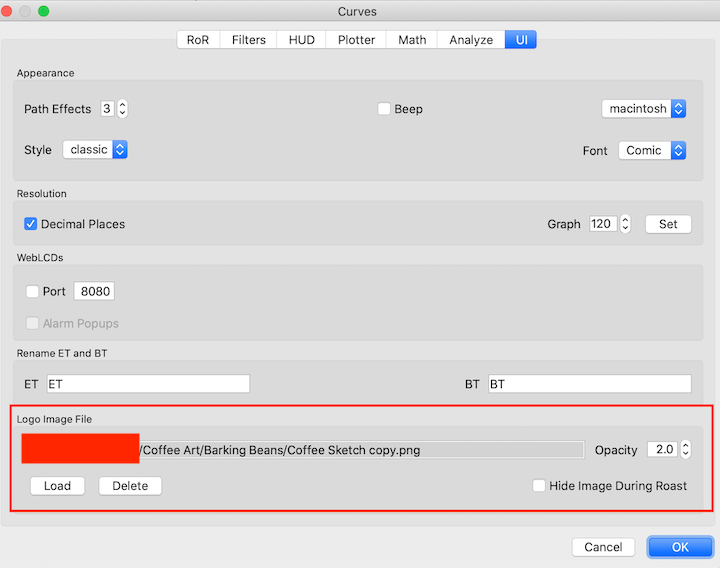 Curves
RoR Filters HUD Plotter Math Analyze UI
Appearance
Path Effects 3 Beep macintosh
Style classic Font Comic
Resolution
Decimal Places Graph 120 Set
WebLCDs
Port 8080
Alarm Popups
Rename ET and BT
ET ET BT BT
Logo Image File
/Coffee Art/Barking Beans/Coffee Sketch copy.png Opacity 2.0
Load Delete Hide Image During Roast
Cancel OK